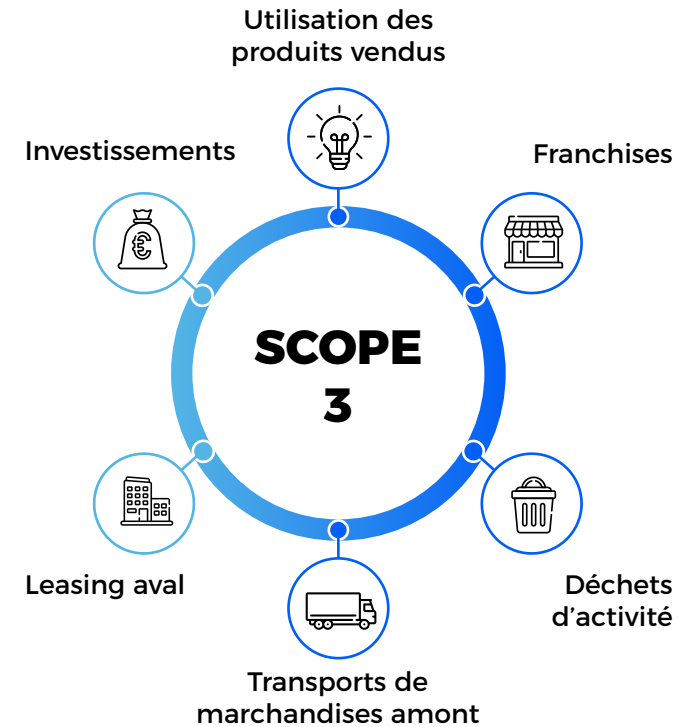 Utilisation des
produits vendus
Investissements
Franchises
€
SCOPE
3
Leasing aval
Déchets
d’activité
Transports de
marchandises amont